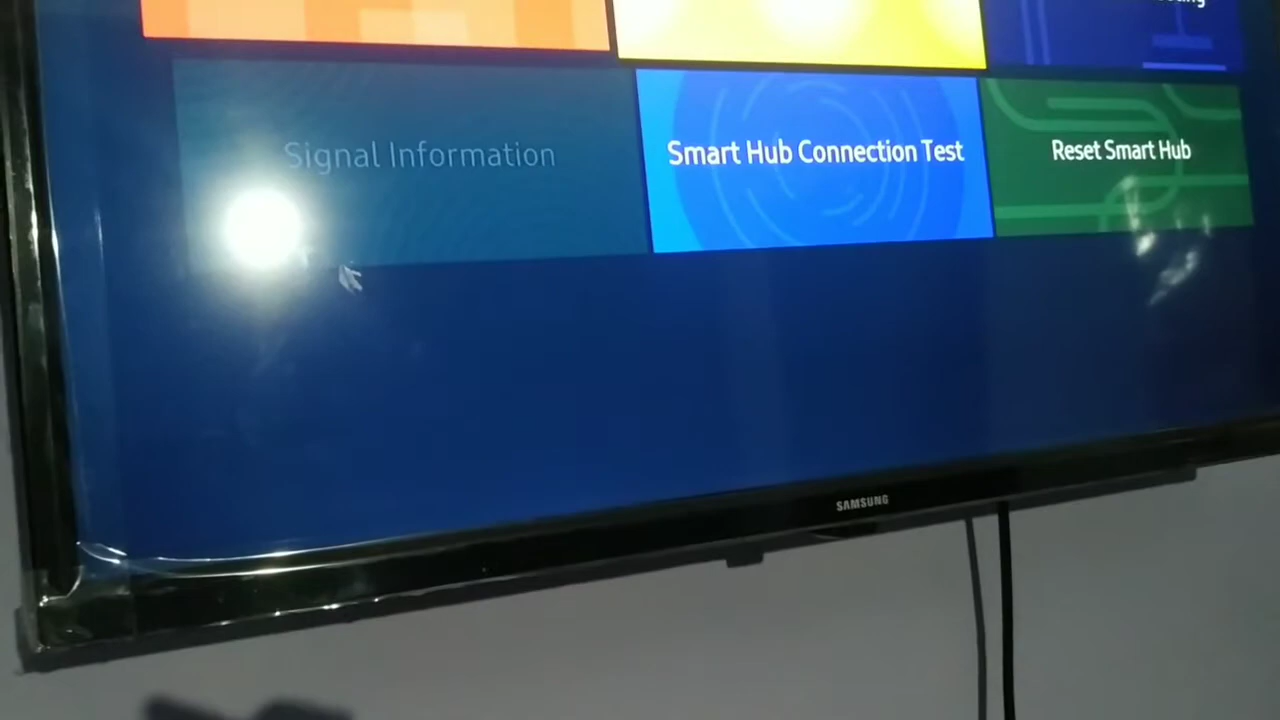 Signal Information
Smart Hub Connection Test
Reset Smart Hub
SAMSUNG